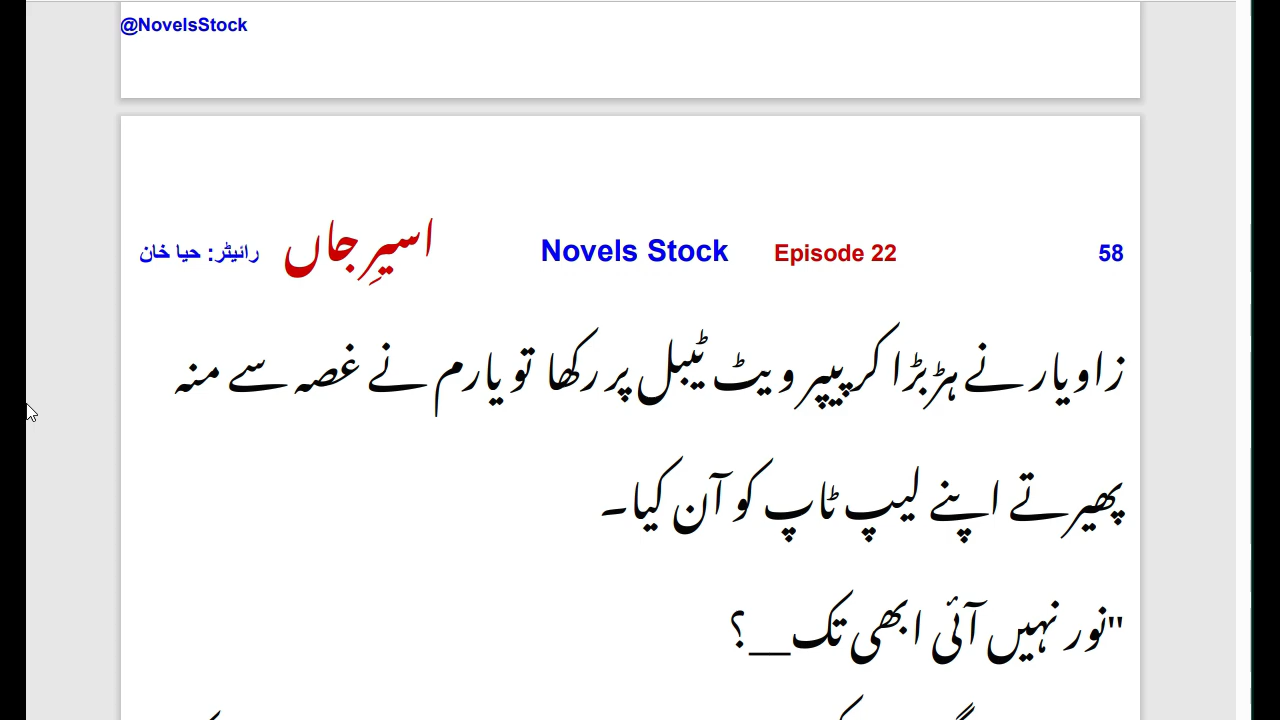 @NovelsStock
رائیٹر: حیا خان اسیرِ جاں Novels Stock Episode 22 58
زاویار نے ہڑبڑا کر پیپر ویٹ ٹیبل پر رکھا تو یارم نے غصہ سے منہ
پھیرتے اپنے لیپ ٹاپ کو آن کیا۔
"نور نہیں آئی ابھی تک__؟